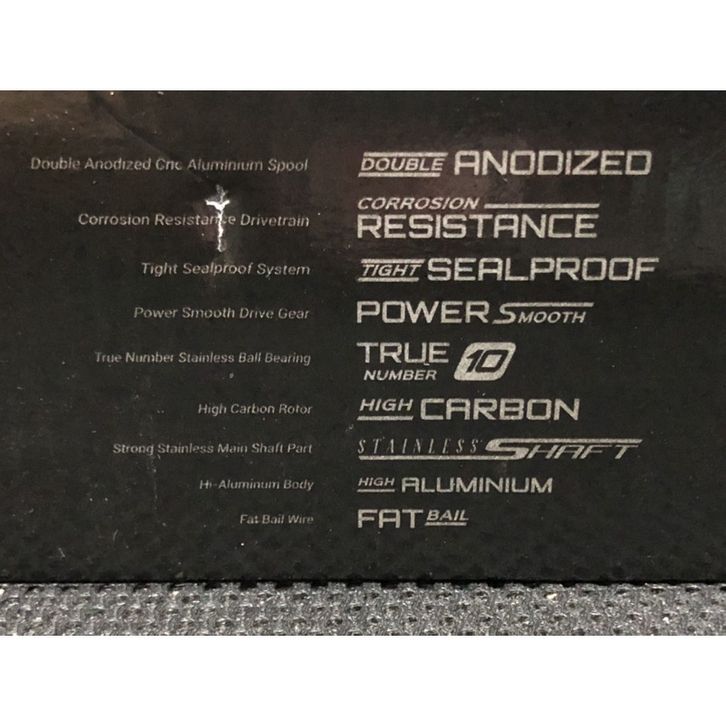 Double Anodized Cnc Aluminium Spool
DOUBLE ANODIZED
Corrosion Resistance Drivetrain
CORROSION
RESISTANCE
Tight Sealproof System
TIGHT SEALPROOF
Power Smooth Drive Gear
POWER SMOOTH
True Number Stainless Ball Bearing
TRUE 10
NUMBER
High Carbon Rotor
HIGH CARBON
Strong Stainless Main Shaft Part
STAINLESS SHAFT
Hi-Aluminum Body
HIGH ALUMINIUM
Fat Bail Wire
FAT BAIL